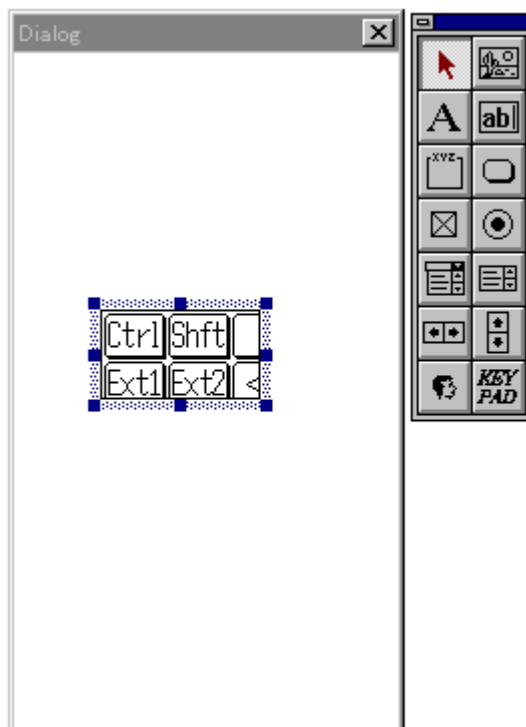 Dialog
A
ab
XYZ
Ctrl Shft
Ext1 Ext2 <
KEY
PAD